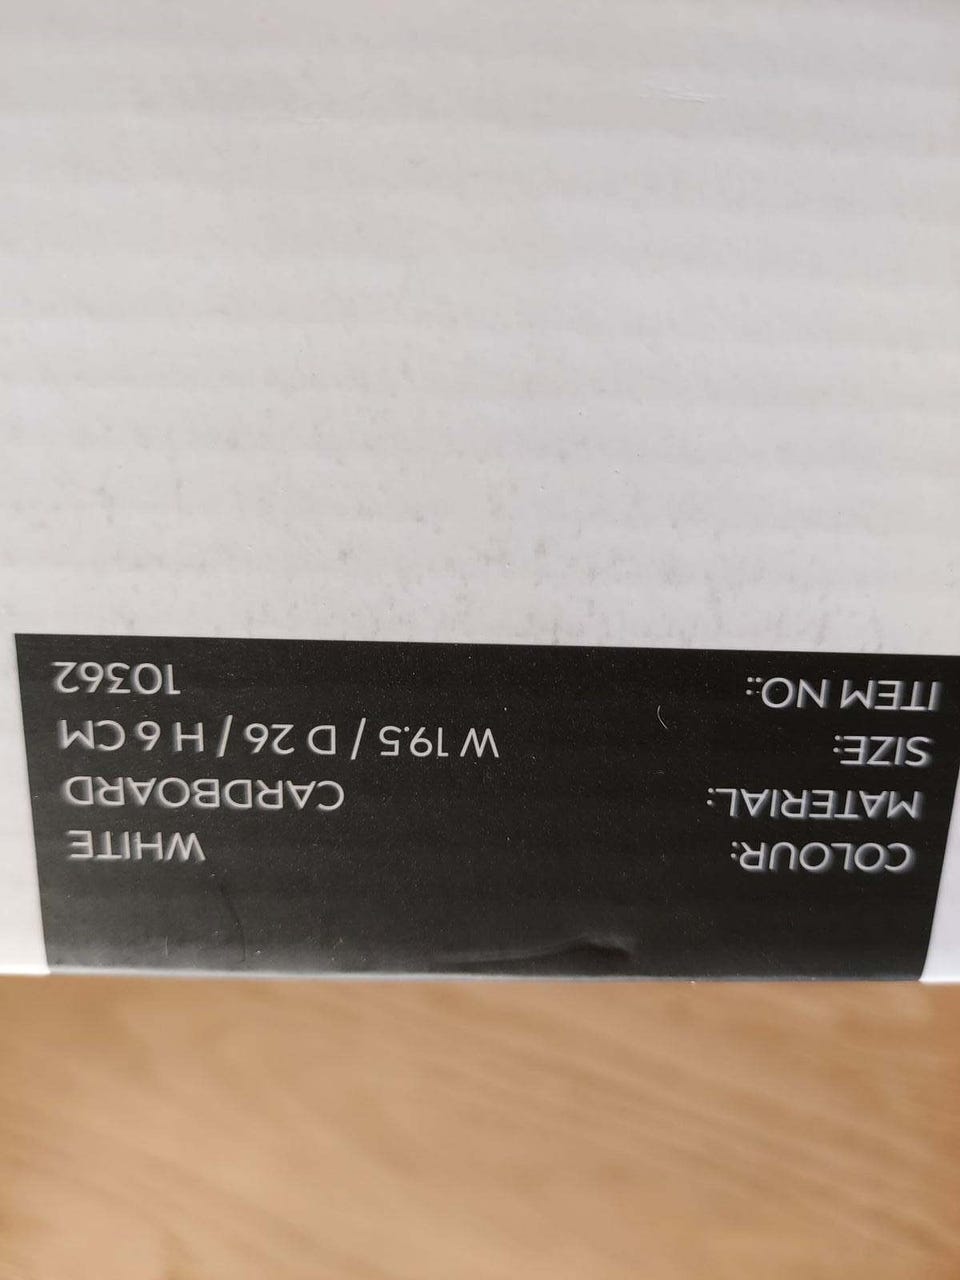 COLOUR: WHITE
MATERIAL: CARDBOARD
SIZE: W 19.5 / D 26 / H 6 CM
ITEM NO.: 10362